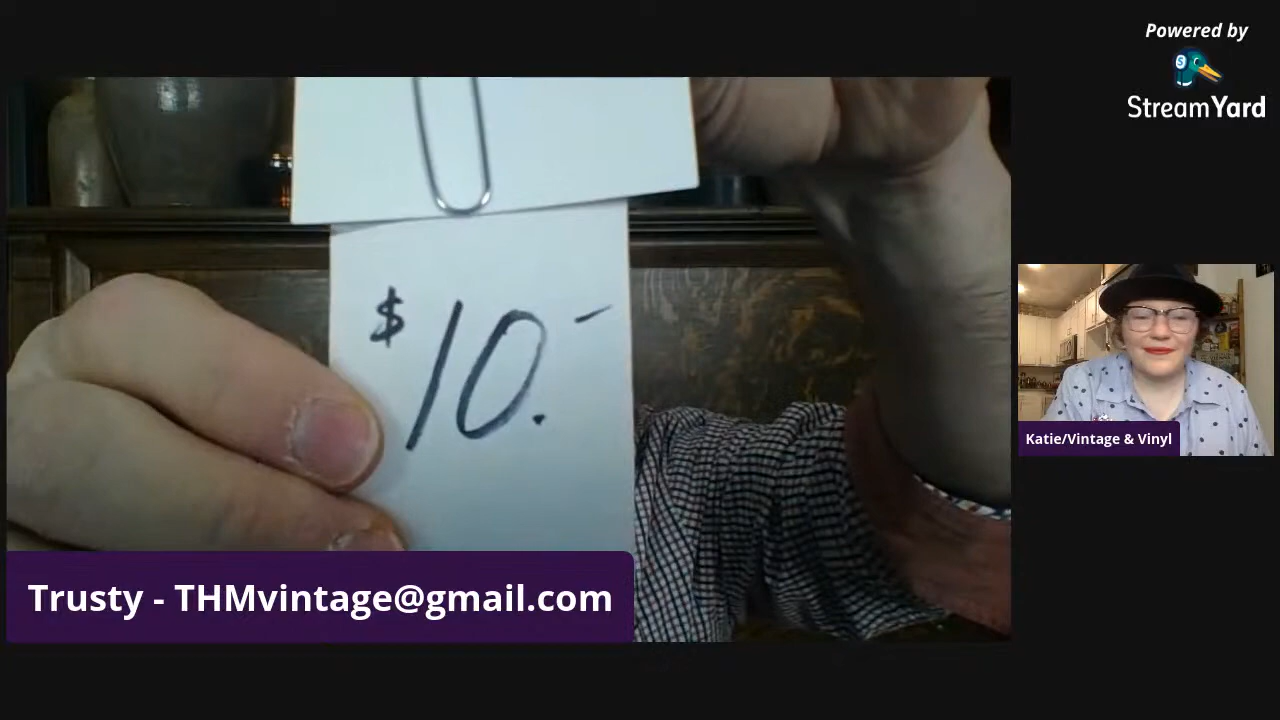 Powered by
StreamYard
$10.-
Katie/Vintage & Vinyl
Trusty - THMvintage@gmail.com